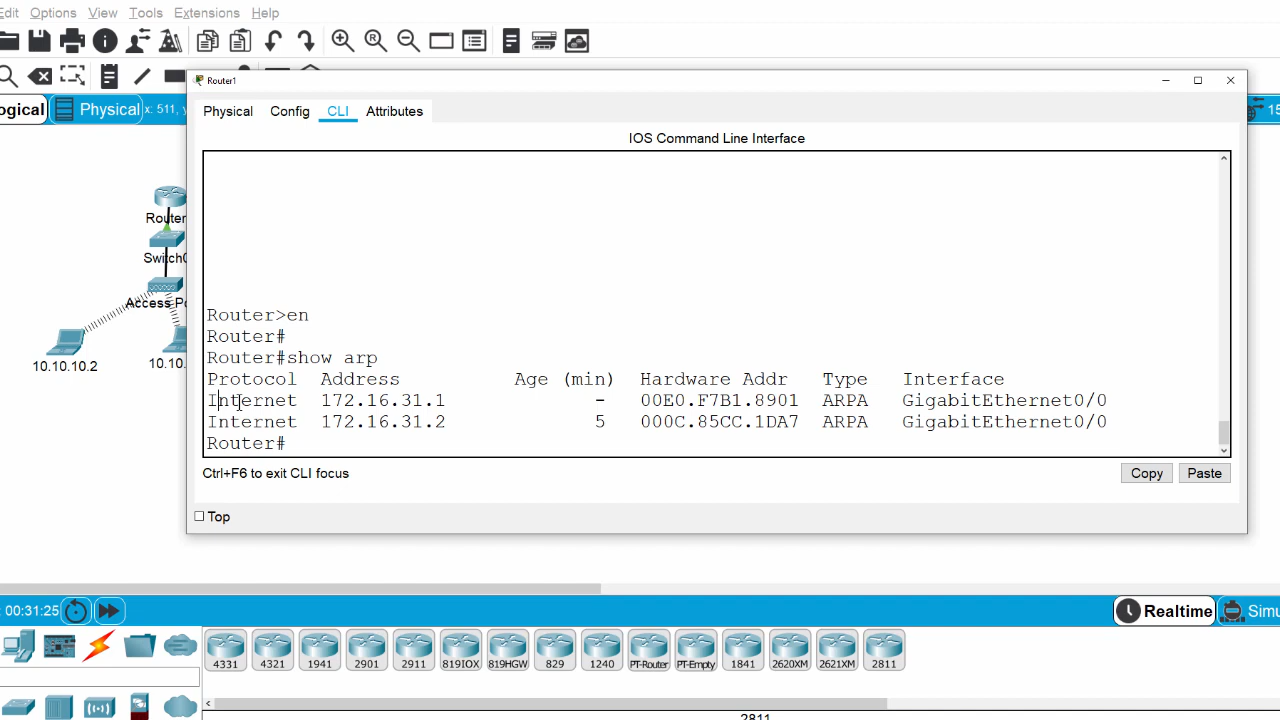 Edit Options View Tools Extensions Help
Router1
ogical Physical x: 511, y
15
Physical Config CLI Attributes
IOS Command Line Interface
Router
Switch0
Access Po
10.10.10.2
10.10.
Router>en
Router#
Router#show arp
Protocol Address Age (min) Hardware Addr Type Interface
Internet 172.16.31.1 - 00E0.F7B1.8901 ARPA GigabitEthernet0/0
Internet 172.16.31.2 5 000C.85CC.1DA7 ARPA GigabitEthernet0/0
Router#
Ctrl+F6 to exit CLI focus
Copy Paste
Top
: 00:31:25
Realtime Simu
4331 4321 1941 2901 2911 819IOX 819HGW 829 1240 PT-Router PT-Empty 1841 2620XM 2621XM 2811
2811